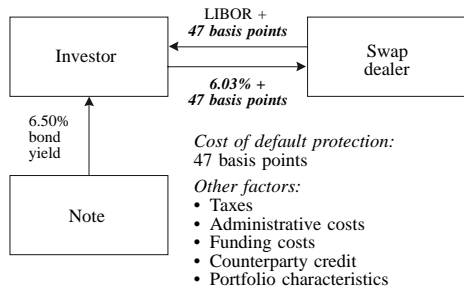 LIBOR +
47 basis points
Investor
Swap
dealer
6.03% +
47 basis points
6.50%
bond
yield
Cost of default protection:
47 basis points
Note
Other factors:
• Taxes
• Administrative costs
• Funding costs
• Counterparty credit
• Portfolio characteristics